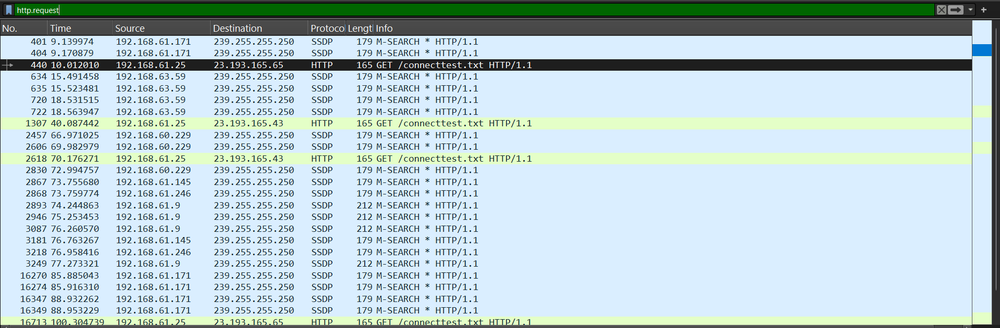 http.request
No. Time Source Destination Protoco Lengt Info
401 9.139974 192.168.61.171 239.255.255.250 SSDP 179 M-SEARCH * HTTP/1.1
404 9.170879 192.168.61.171 239.255.255.250 SSDP 179 M-SEARCH * HTTP/1.1
440 10.012010 192.168.61.25 23.193.165.65 HTTP 165 GET /connecttest.txt HTTP/1.1
634 15.491458 192.168.63.59 239.255.255.250 SSDP 179 M-SEARCH * HTTP/1.1
635 15.523481 192.168.63.59 239.255.255.250 SSDP 179 M-SEARCH * HTTP/1.1
720 18.531515 192.168.63.59 239.255.255.250 SSDP 179 M-SEARCH * HTTP/1.1
722 18.563947 192.168.63.59 239.255.255.250 SSDP 179 M-SEARCH * HTTP/1.1
1307 40.087442 192.168.61.25 23.193.165.43 HTTP 165 GET /connecttest.txt HTTP/1.1
2457 66.971025 192.168.60.229 239.255.255.250 SSDP 179 M-SEARCH * HTTP/1.1
2606 69.982979 192.168.60.229 239.255.255.250 SSDP 179 M-SEARCH * HTTP/1.1
2618 70.176271 192.168.61.25 23.193.165.43 HTTP 165 GET /connecttest.txt HTTP/1.1
2830 72.994757 192.168.60.229 239.255.255.250 SSDP 179 M-SEARCH * HTTP/1.1
2867 73.755680 192.168.61.145 239.255.255.250 SSDP 179 M-SEARCH * HTTP/1.1
2868 73.759774 192.168.61.246 239.255.255.250 SSDP 179 M-SEARCH * HTTP/1.1
2893 74.244863 192.168.61.9 239.255.255.250 SSDP 212 M-SEARCH * HTTP/1.1
2946 75.253453 192.168.61.9 239.255.255.250 SSDP 212 M-SEARCH * HTTP/1.1
3087 76.260570 192.168.61.9 239.255.255.250 SSDP 212 M-SEARCH * HTTP/1.1
3181 76.763267 192.168.61.145 239.255.255.250 SSDP 179 M-SEARCH * HTTP/1.1
3218 76.958416 192.168.61.246 239.255.255.250 SSDP 179 M-SEARCH * HTTP/1.1
3249 77.273321 192.168.61.9 239.255.255.250 SSDP 212 M-SEARCH * HTTP/1.1
16270 85.885043 192.168.61.171 239.255.255.250 SSDP 179 M-SEARCH * HTTP/1.1
16274 85.916310 192.168.61.171 239.255.255.250 SSDP 179 M-SEARCH * HTTP/1.1
16347 88.932262 192.168.61.171 239.255.255.250 SSDP 179 M-SEARCH * HTTP/1.1
16349 88.953229 192.168.61.171 239.255.255.250 SSDP 179 M-SEARCH * HTTP/1.1
16713 100.304739 192.168.61.25 23.193.165.65 HTTP 165 GET /connecttest.txt HTTP/1.1